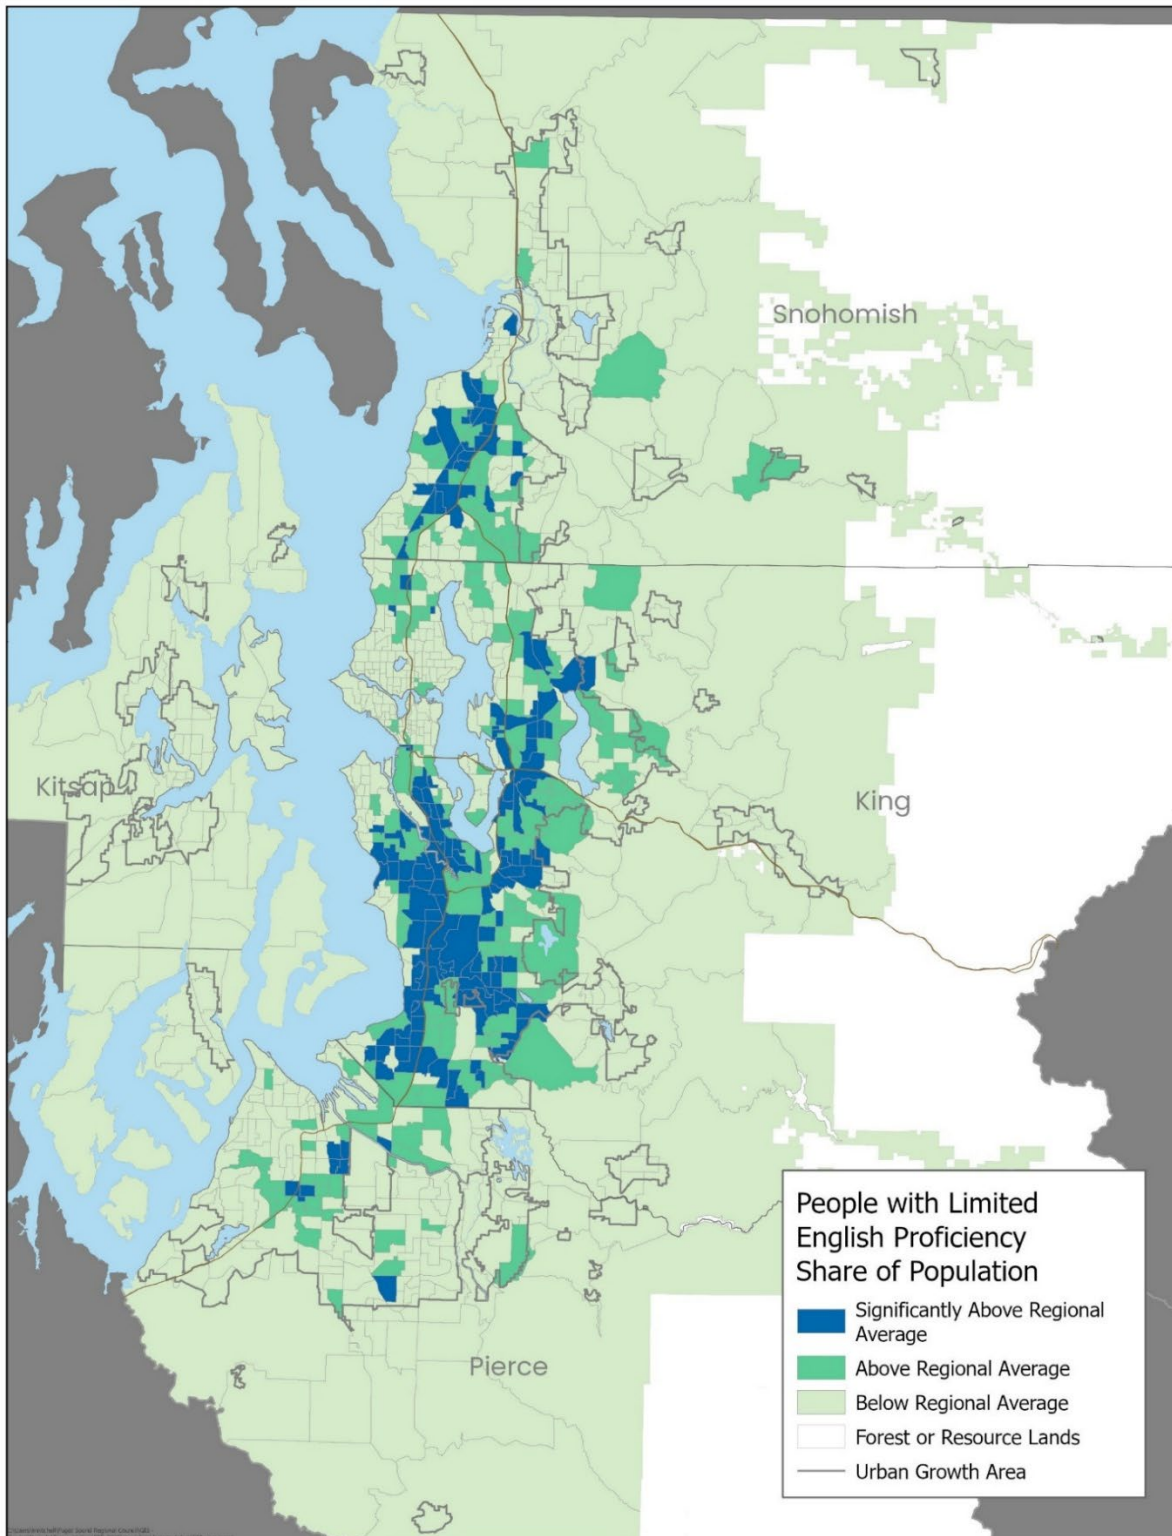 Snohomish
Kitsap
King
Pierce
People with Limited
English Proficiency
Share of Population
Significantly Above Regional
Average
Above Regional Average
Below Regional Average
Forest or Resource Lands
Urban Growth Area